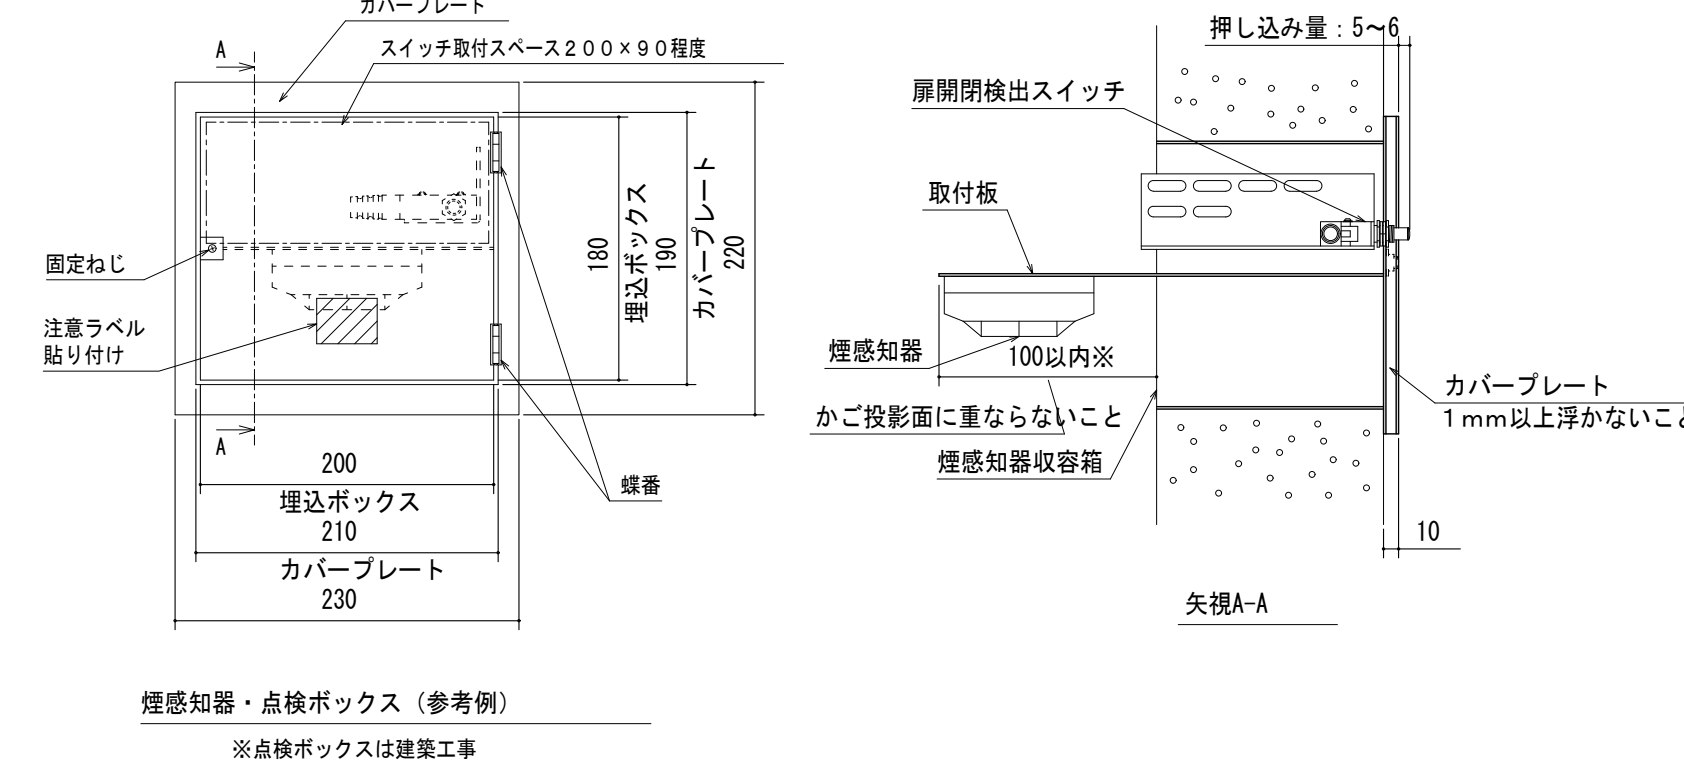 カバープレート
A
スイッチ取付スペース２００×９０程度
固定ねじ
注意ラベル
貼り付け
180
埋込ボックス
190
カバープレート
220
A
200
埋込ボックス
210
カバープレート
230
蝶番
煙感知器・点検ボックス（参考例）
※点検ボックスは建築工事
押し込み量：5～6
扉開閉検出スイッチ
取付板
煙感知器
100以内※
かご投影面に重ならないこと
煙感知器収容箱
カバープレート
１mm以上浮かないこと
10
矢視A-A